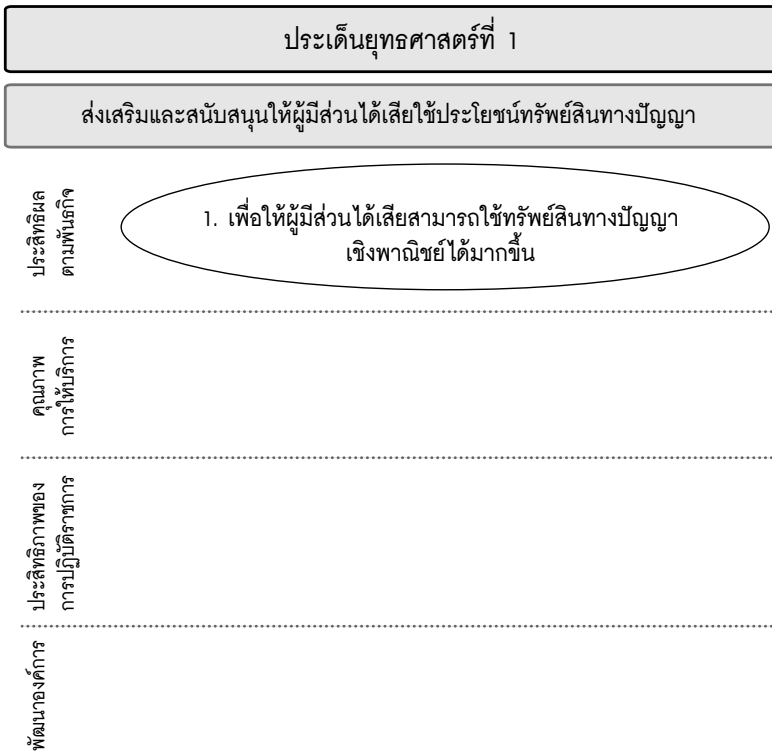 ประเด็นยุทธศาสตร์ที่ 1
ส่งเสริมและสนับสนุนให้ผู้มีส่วนได้เสียใช้ประโยชน์ทรัพย์สินทางปัญญา
ประสิทธิผล
ตามพันธกิจ
1. เพื่อให้ผู้มีส่วนได้เสียสามารถใช้ทรัพย์สินทางปัญญา
เชิงพาณิชย์ได้มากขึ้น
คุณภาพ
การให้บริการ
ประสิทธิภาพของ
การปฏิบัติราชการ
พัฒนาองค์การ